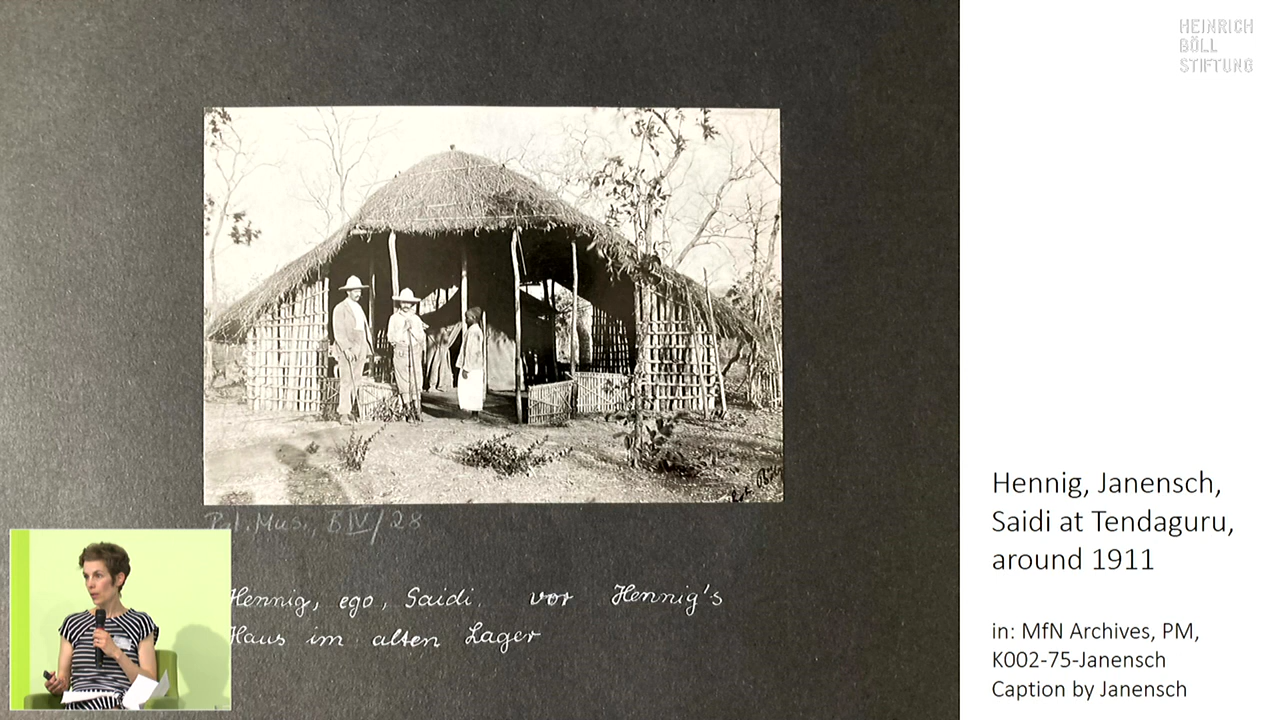 HEINRICH
BÖLL
STIFTUNG
Mus., B IV/28
Hennig, ego, Saidi. vor Hennig's
Haus im alten Lager
Hennig, Janensch,
Saidi at Tendaguru,
around 1911
in: MfN Archives, PM,
K002-75-Janensch
Caption by Janensch